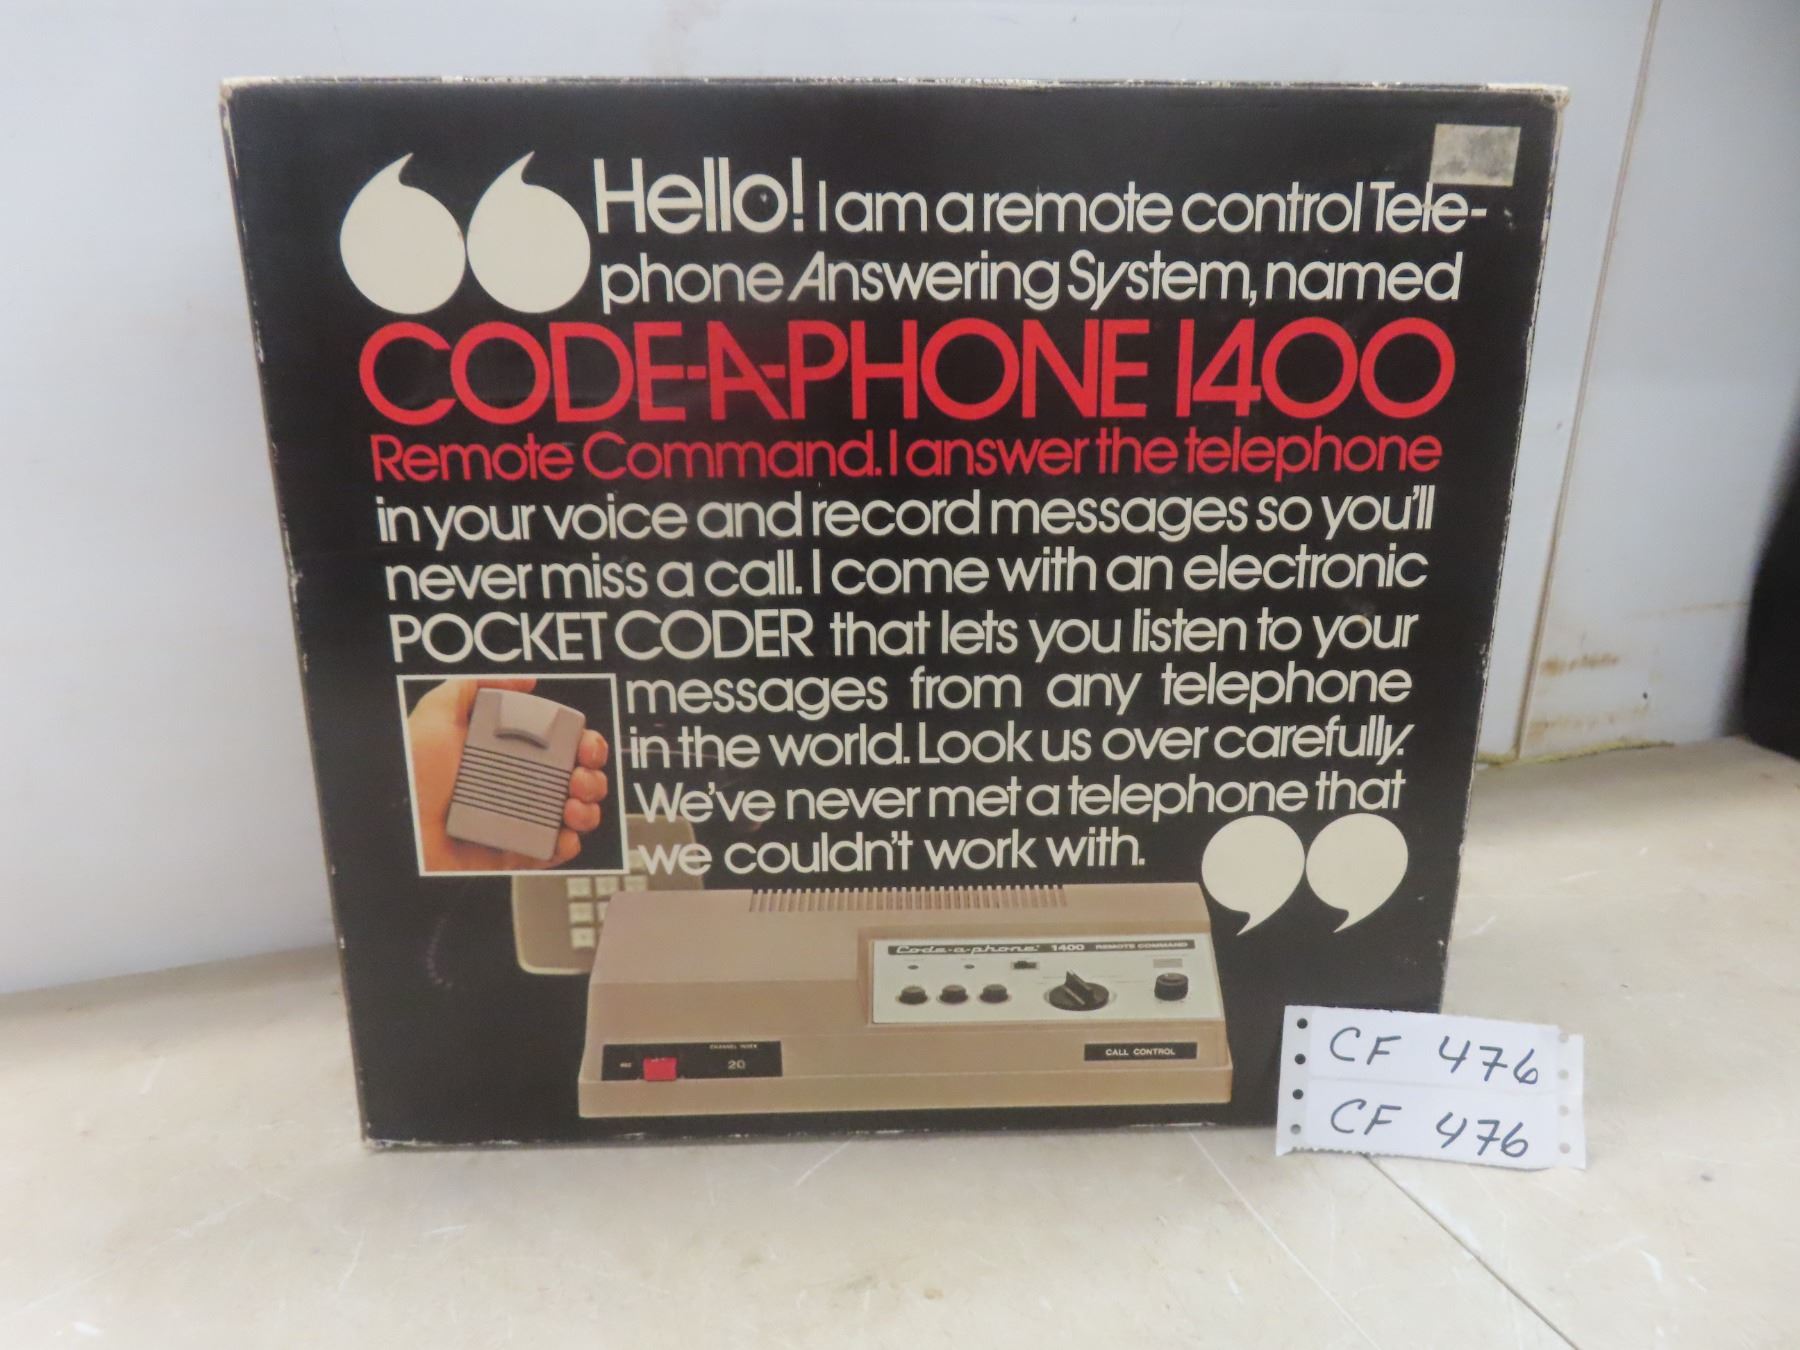 Hello! I am a remote control Tele-
phone Answering System, named
CODE-A-PHONE 1400
Remote Command. I answer the telephone
in your voice and record messages so you'll
never miss a call. I come with an electronic
POCKET CODER that lets you listen to your
messages from any telephone
in the world. Look us over carefully.
We've never met a telephone that
we couldn't work with.
Code-a-phone 1400 REMOTE COMMAND
CALL CONTROL
20
CF 476
CF 476